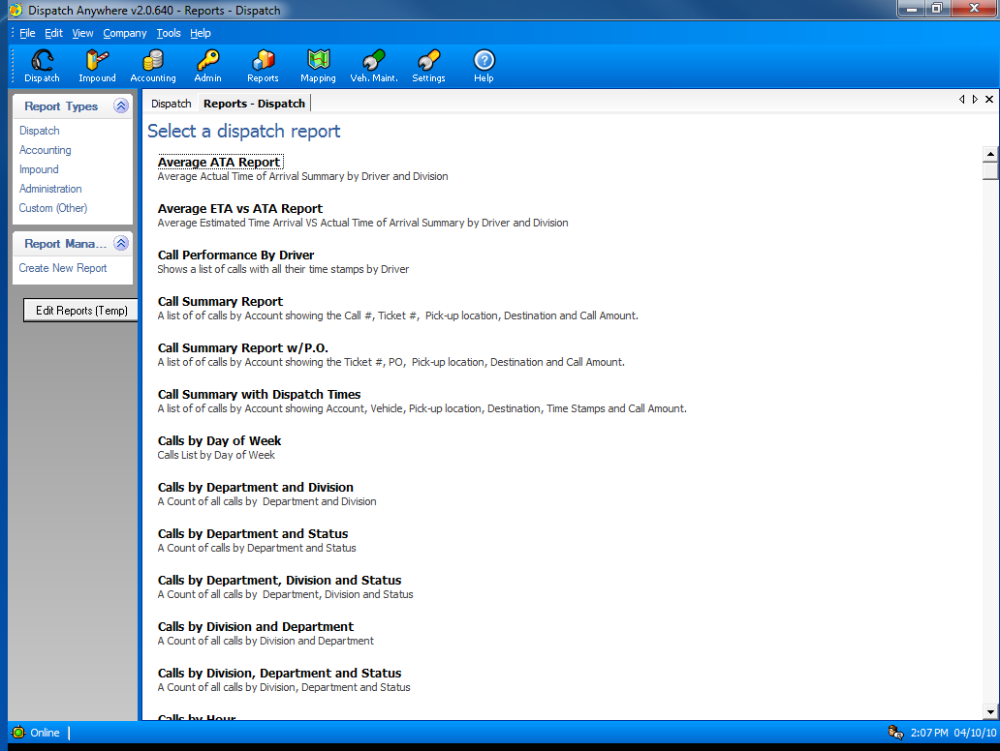 Dispatch Anywhere v2.0.640 - Reports - Dispatch
File Edit View Company Tools Help
Dispatch Impound Accounting Admin Reports Mapping Veh. Maint. Settings Help
Report Types
Dispatch
Accounting
Impound
Administration
Custom (Other)
Report Mana...
Create New Report
Edit Reports (Temp)
Dispatch Reports - Dispatch
Select a dispatch report
Average ATA Report
Average Actual Time of Arrival Summary by Driver and Division
Average ETA vs ATA Report
Average Estimated Time Arrival VS Actual Time of Arrival Summary by Driver and Division
Call Performance By Driver
Shows a list of calls with all their time stamps by Driver
Call Summary Report
A list of of calls by Account showing the Call #, Ticket #, Pick-up location, Destination and Call Amount.
Call Summary Report w/P.O.
A list of of calls by Account showing the Ticket #, PO, Pick-up location, Destination and Call Amount.
Call Summary with Dispatch Times
A list of of calls by Account showing Account, Vehicle, Pick-up location, Destination, Time Stamps and Call Amount.
Calls by Day of Week
Calls List by Day of Week
Calls by Department and Division
A Count of all calls by Department and Division
Calls by Department and Status
A Count of calls by Department and Status
Calls by Department, Division and Status
A Count of all calls by Department, Division and Status
Calls by Division and Department
A Count of all calls by Division and Department
Calls by Division, Department and Status
A Count of all calls by Division, Department and Status
Calls by Hour
Online
2:07 PM 04/10/10